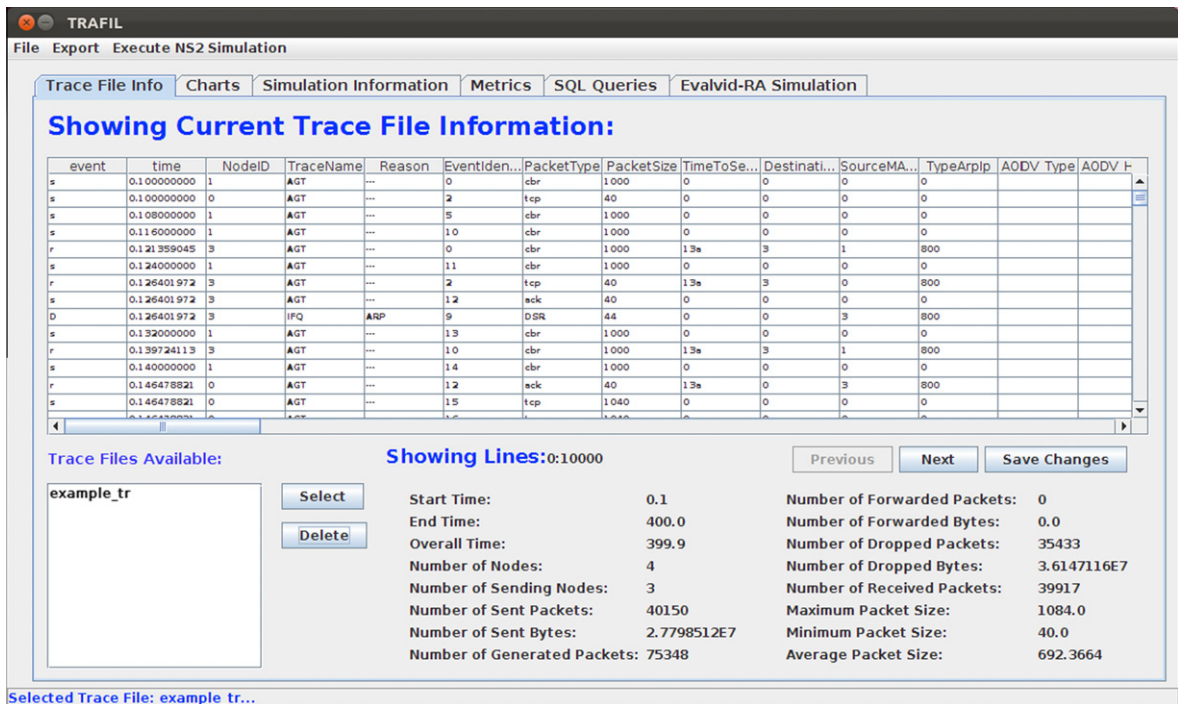 TRAFIL
File Export Execute NS2 Simulation
Trace File Info Charts Simulation Information Metrics SQL Queries Evalvid-RA Simulation
Showing Current Trace File Information:
event time NodeID TraceName Reason EventIden... PacketType PacketSize TimeToSe... Destinati... SourceMA... TypeArpIp AODV Type AODV H
s 0.100000000 1 AGT --- 0 cbr 1000 0 0 0 0
s 0.100000000 0 AGT --- 2 tcp 40 0 0 0 0
s 0.108000000 1 AGT --- 5 cbr 1000 0 0 0 0
s 0.116000000 1 AGT --- 10 cbr 1000 0 0 0 0
r 0.121359045 3 AGT --- 0 cbr 1000 13a 3 1 800
s 0.124000000 1 AGT --- 11 cbr 1000 0 0 0 0
r 0.126401972 3 AGT --- 2 tcp 40 13a 3 0 800
s 0.126401972 3 AGT --- 12 ack 40 0 0 0 0
D 0.126401972 3 IFQ ARP 9 DSR 44 0 0 3 800
s 0.132000000 1 AGT --- 13 cbr 1000 0 0 0 0
r 0.139724113 3 AGT --- 10 cbr 1000 13a 3 1 800
s 0.140000000 1 AGT --- 14 cbr 1000 0 0 0 0
r 0.146478821 0 AGT --- 12 ack 40 13a 0 3 800
s 0.146478821 0 AGT --- 15 tcp 1040 0 0 0 0
Trace Files Available: Showing Lines:0:10000 Previous Next Save Changes
example_tr Select Delete
Start Time: 0.1 Number of Forwarded Packets: 0
End Time: 400.0 Number of Forwarded Bytes: 0.0
Overall Time: 399.9 Number of Dropped Packets: 35433
Number of Nodes: 4 Number of Dropped Bytes: 3.6147116E7
Number of Sending Nodes: 3 Number of Received Packets: 39917
Number of Sent Packets: 40150 Maximum Packet Size: 1084.0
Number of Sent Bytes: 2.7798512E7 Minimum Packet Size: 40.0
Number of Generated Packets: 75348 Average Packet Size: 692.3664
Selected Trace File: example_tr...